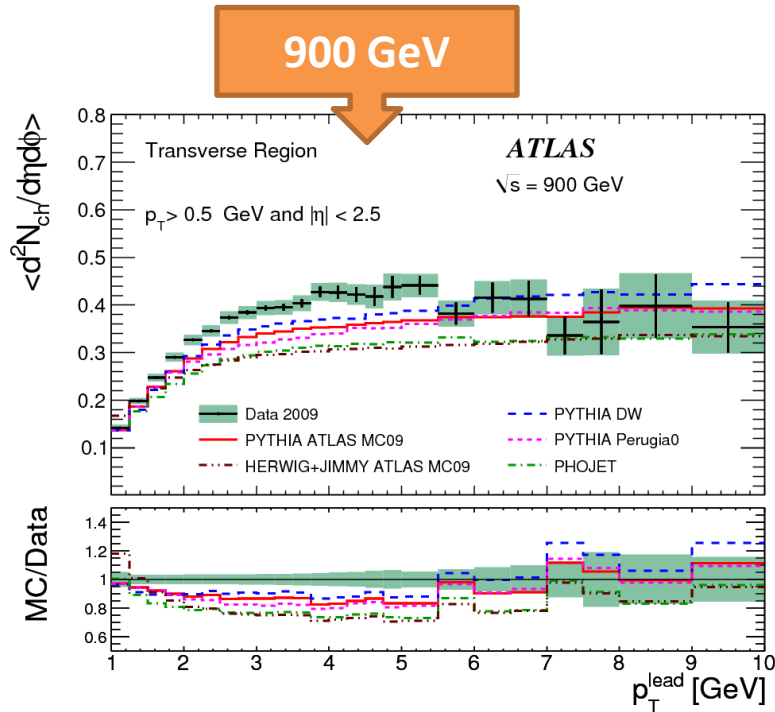 900 GeV
<d²N_ch/dηdϕ>
0.8
0.7
0.6
0.5
0.4
0.3
0.2
0.1
Transverse Region
ATLAS
√s = 900 GeV
p_T> 0.5 GeV and |η| < 2.5
Data 2009
PYTHIA ATLAS MC09
HERWIG+JIMMY ATLAS MC09
PYTHIA DW
PYTHIA Perugia0
PHOJET
MC/Data
1.4
1.2
1
0.8
0.6
1 2 3 4 5 6 7 8 9 10
p_T^lead [GeV]